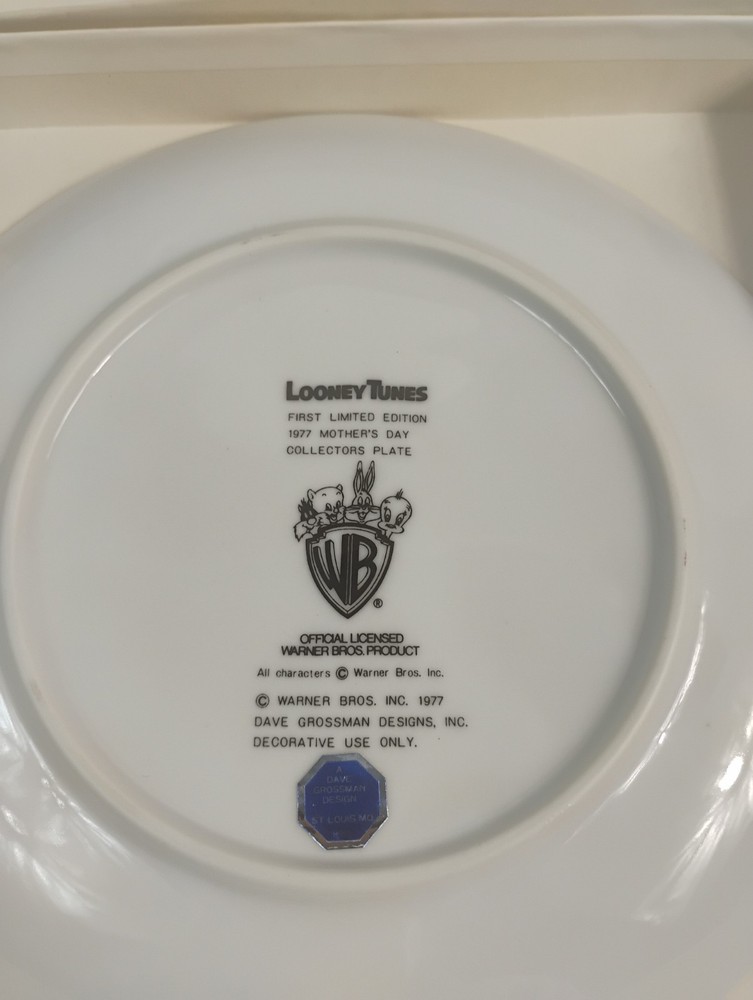 LOONEY TUNES
FIRST LIMITED EDITION
1977 MOTHER'S DAY
COLLECTORS PLATE
WB
®
OFFICIAL LICENSED
WARNER BROS. PRODUCT
All characters © Warner Bros. Inc.
© WARNER BROS. INC. 1977
DAVE GROSSMAN DESIGNS, INC.
DECORATIVE USE ONLY.
A
DAVE
GROSSMAN
DESIGN
ST. LOUIS MO.